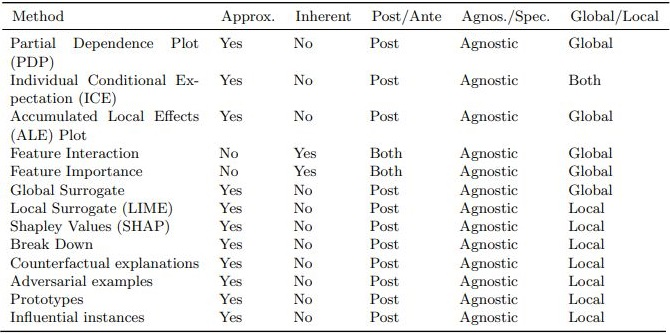 Method Approx. Inherent Post/Ante Agnos./Spec. Global/Local
Partial Dependence Plot Yes No Post Agnostic Global
(PDP)
Individual Conditional Ex- Yes No Post Agnostic Both
pectation (ICE)
Accumulated Local Effects Yes No Post Agnostic Global
(ALE) Plot
Feature Interaction No Yes Both Agnostic Global
Feature Importance No Yes Both Agnostic Global
Global Surrogate Yes No Post Agnostic Global
Local Surrogate (LIME) Yes No Post Agnostic Local
Shapley Values (SHAP) Yes No Post Agnostic Local
Break Down Yes No Post Agnostic Local
Counterfactual explanations Yes No Post Agnostic Local
Adversarial examples Yes No Post Agnostic Local
Prototypes Yes No Post Agnostic Local
Influential instances Yes No Post Agnostic Local